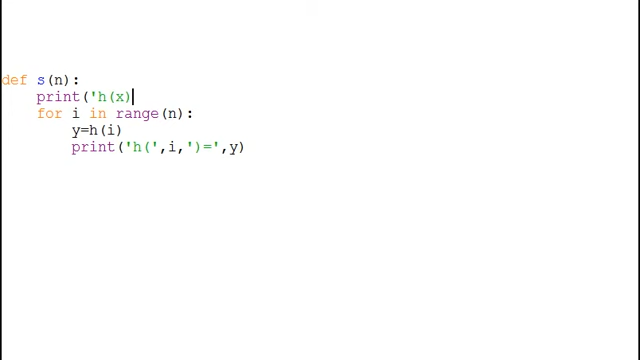 def s(n):
    print('h(x)
    for i in range(n):
        y=h(i)
        print('h(',i,')=',y)